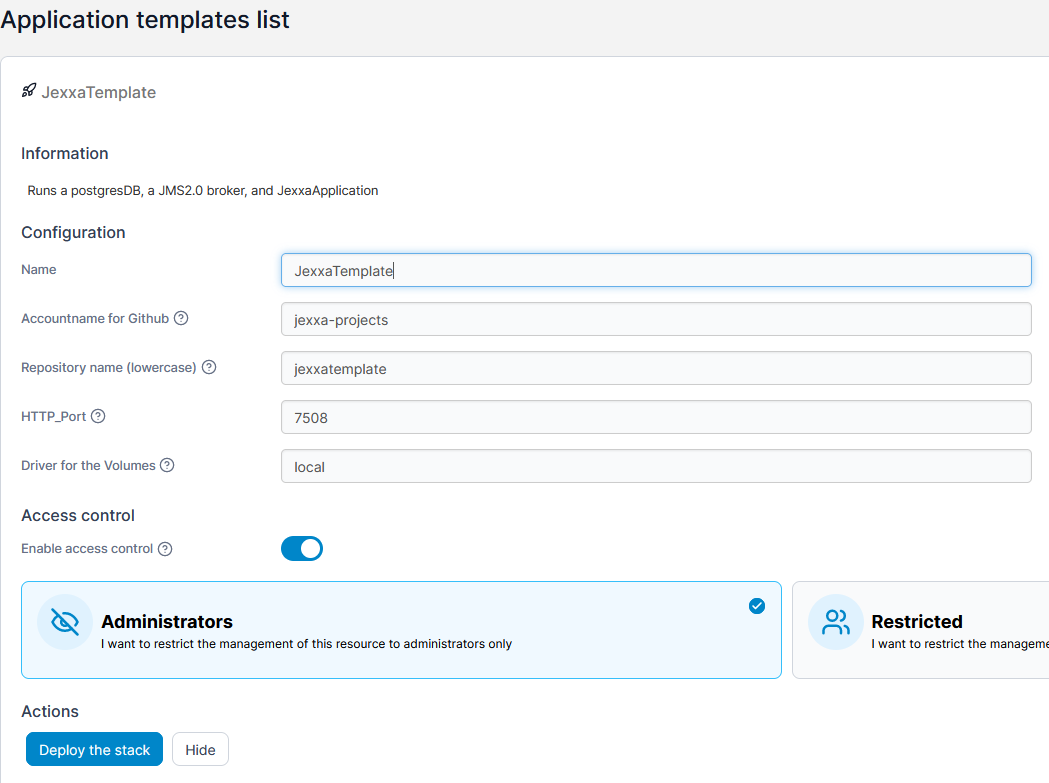 Application templates list
JexxaTemplate
Information
Runs a postgresDB, a JMS2.0 broker, and JexxaApplication
Configuration
Name
JexxaTemplate
Accountname for Github
jexxa-projects
Repository name (lowercase)
jexxatemplate
HTTP_Port
7508
Driver for the Volumes
local
Access control
Enable access control
Administrators
I want to restrict the management of this resource to administrators only
Restricted
I want to restrict the manageme
Actions
Deploy the stack
Hide